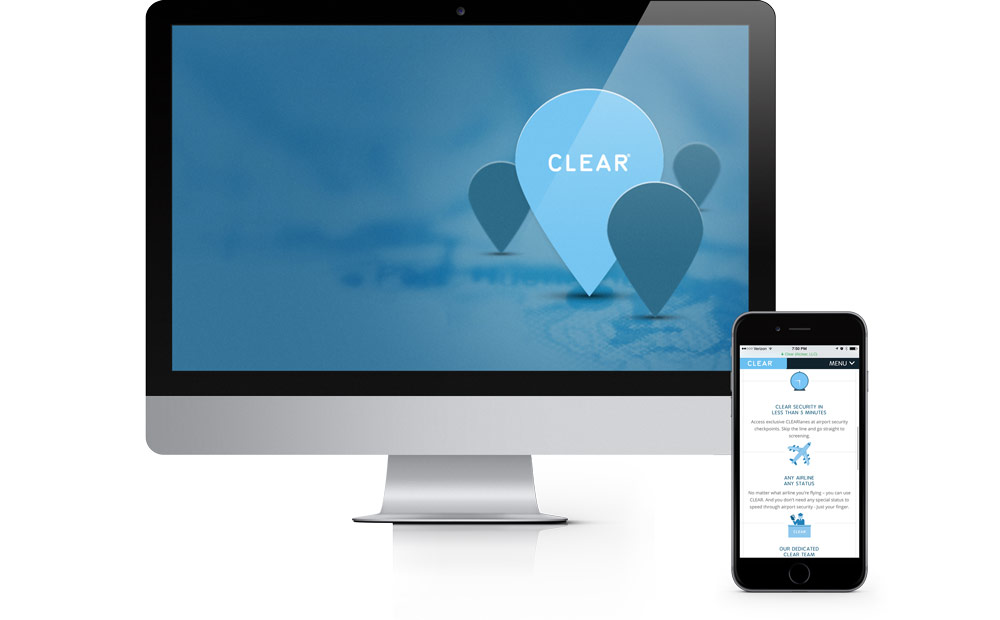 CLEAR
Verizon
7:50 PM
CLEAR
MENU
CLEAR SECURITY IN
LESS THAN 5 MINUTES
Access exclusive CLEARlanes at airport security
checkpoints. Skip the line and go straight to
screening.
ANY AIRLINE
ANY STATUS
No matter what airline you're flying – you can use
CLEAR. And you don't need any special status to
speed through airport security - just your finger.
CLEAR
OUR DEDICATED
CLEAR TEAM